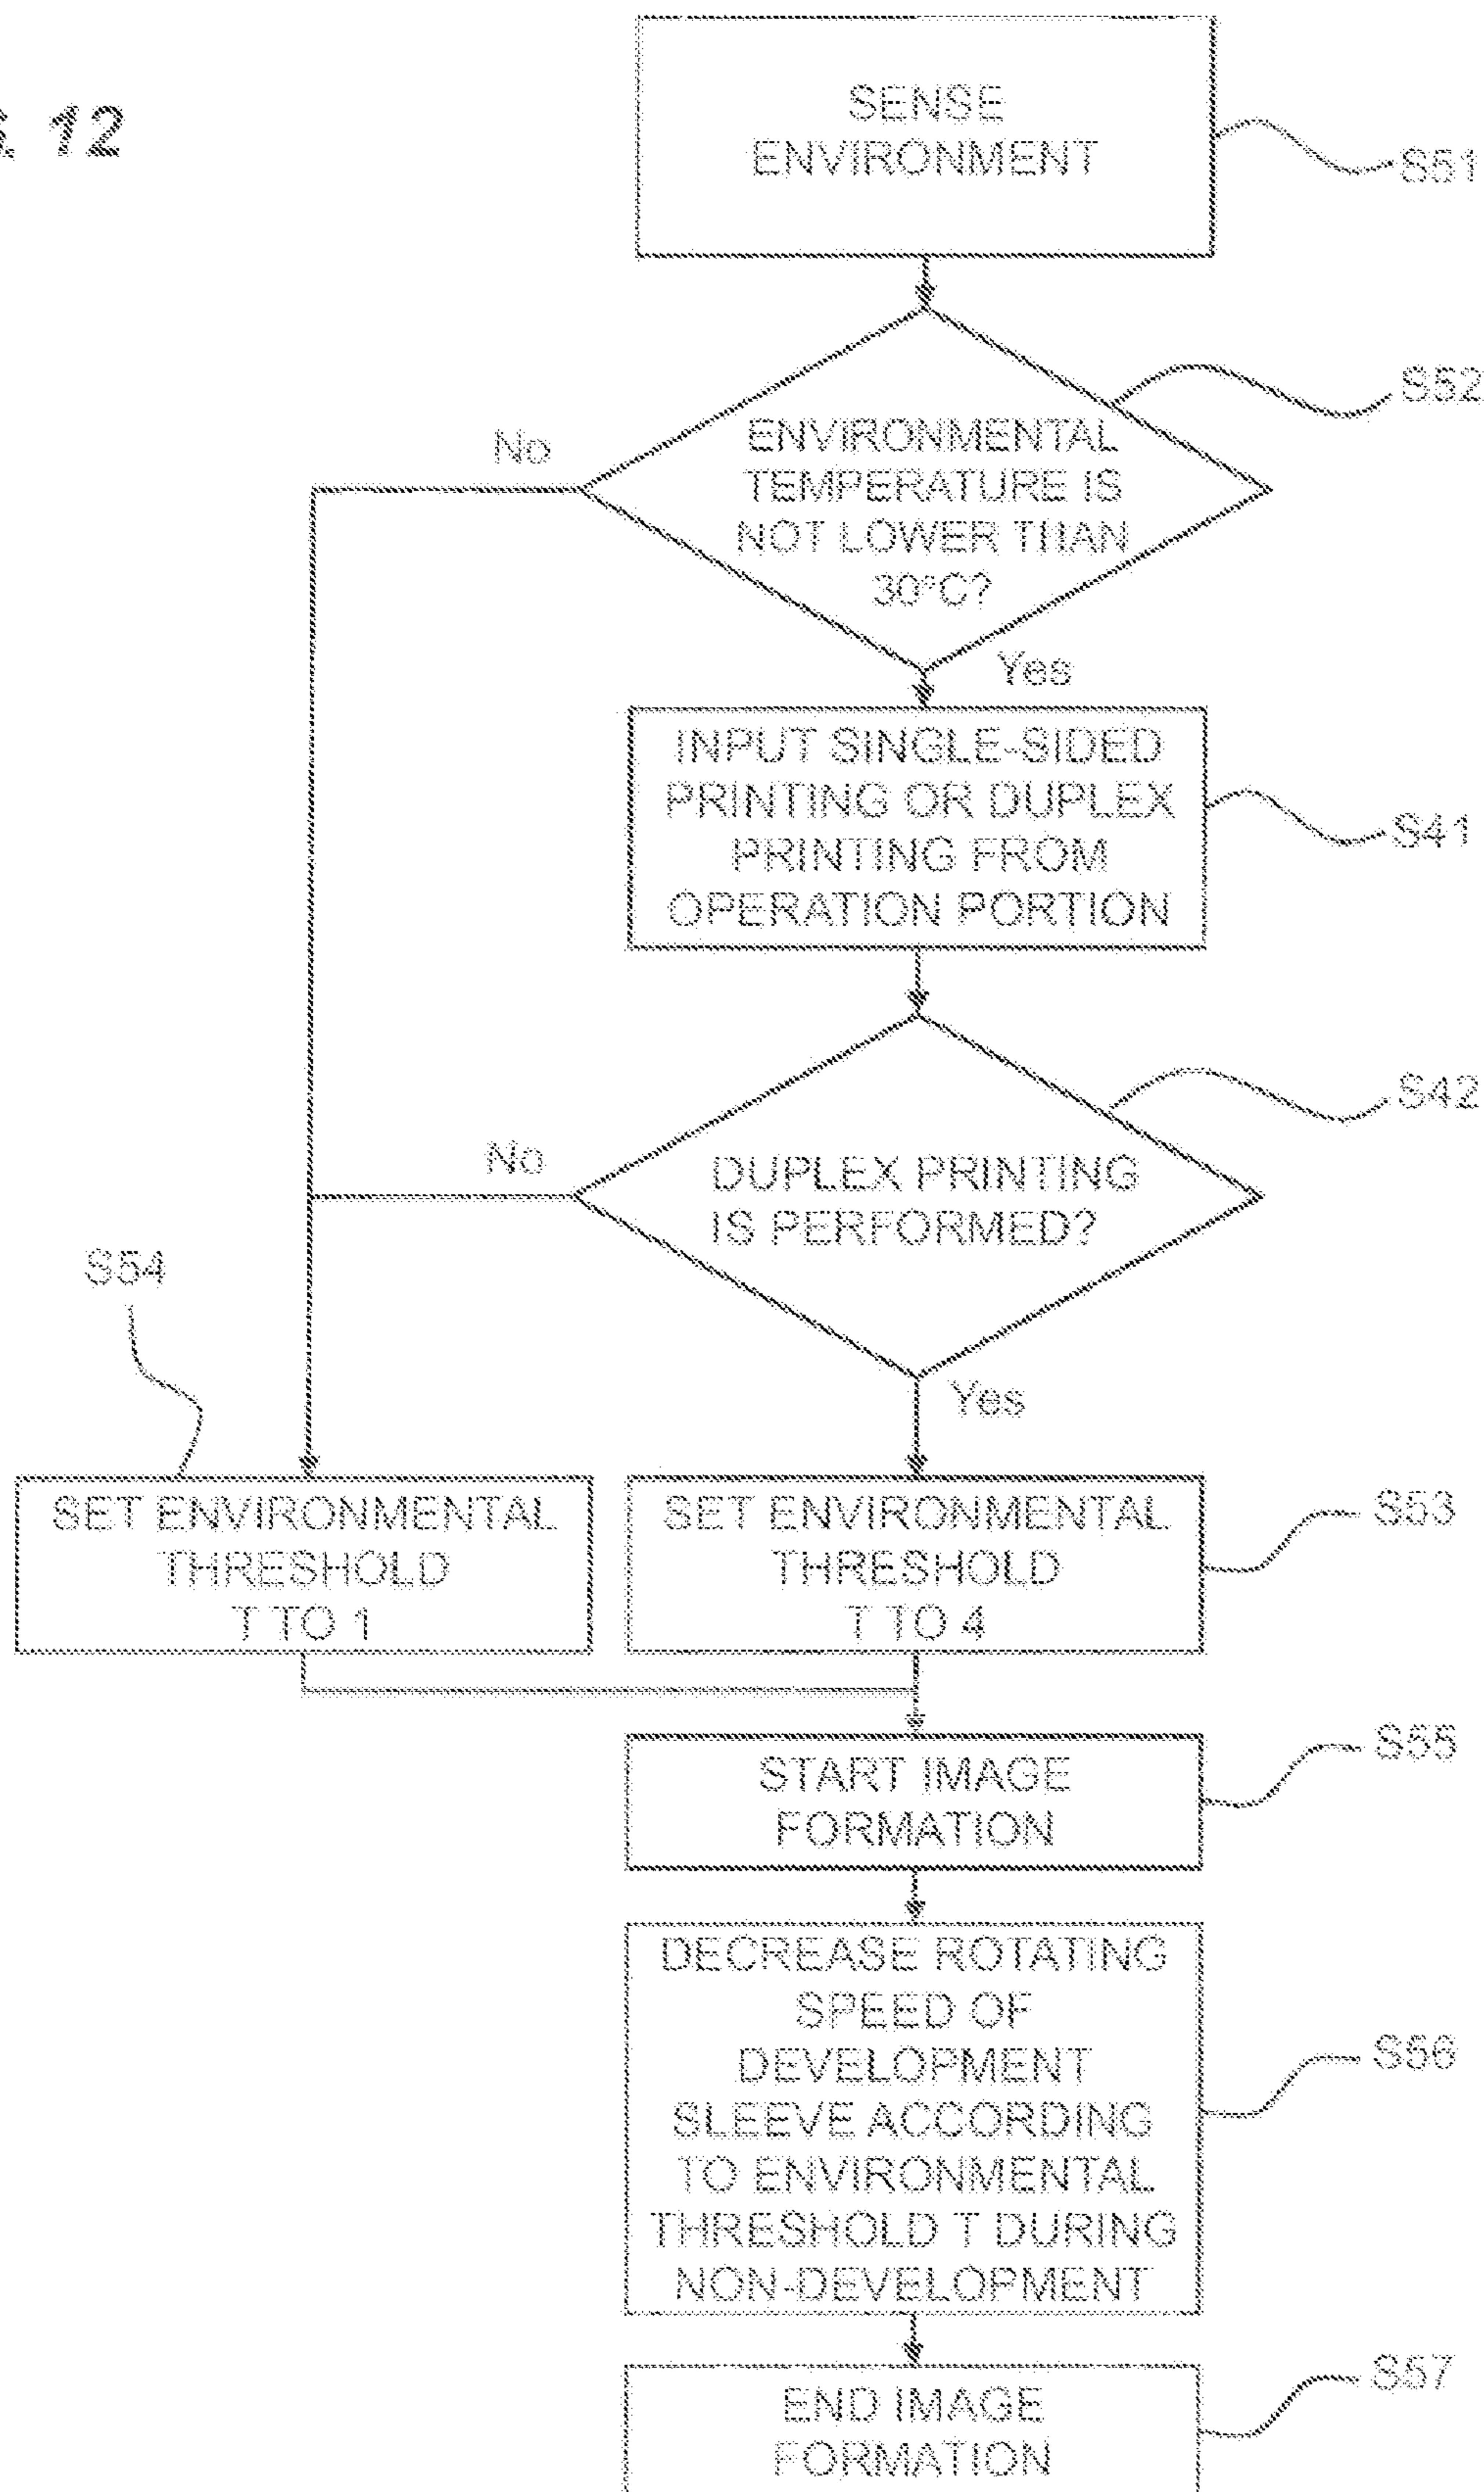 12
SENSE
ENVIRONMENT
S51
S52
ENVIRONMENTAL
TEMPERATURE IS
NOT LOWER THAN
30°C?
No
Yes
INPUT SINGLE-SIDED
PRINTING OR DUPLEX
PRINTING FROM
OPERATION PORTION
S41
S42
DUPLEX PRINTING
IS PERFORMED?
No
Yes
S54
SET ENVIRONMENTAL
THRESHOLD
T TO 1
SET ENVIRONMENTAL
THRESHOLD
T TO 4
S53
START IMAGE
FORMATION
S55
DECREASE ROTATING
SPEED OF
DEVELOPMENT
SLEEVE ACCORDING
TO ENVIRONMENTAL
THRESHOLD T DURING
NON-DEVELOPMENT
S56
END IMAGE
FORMATION
S57